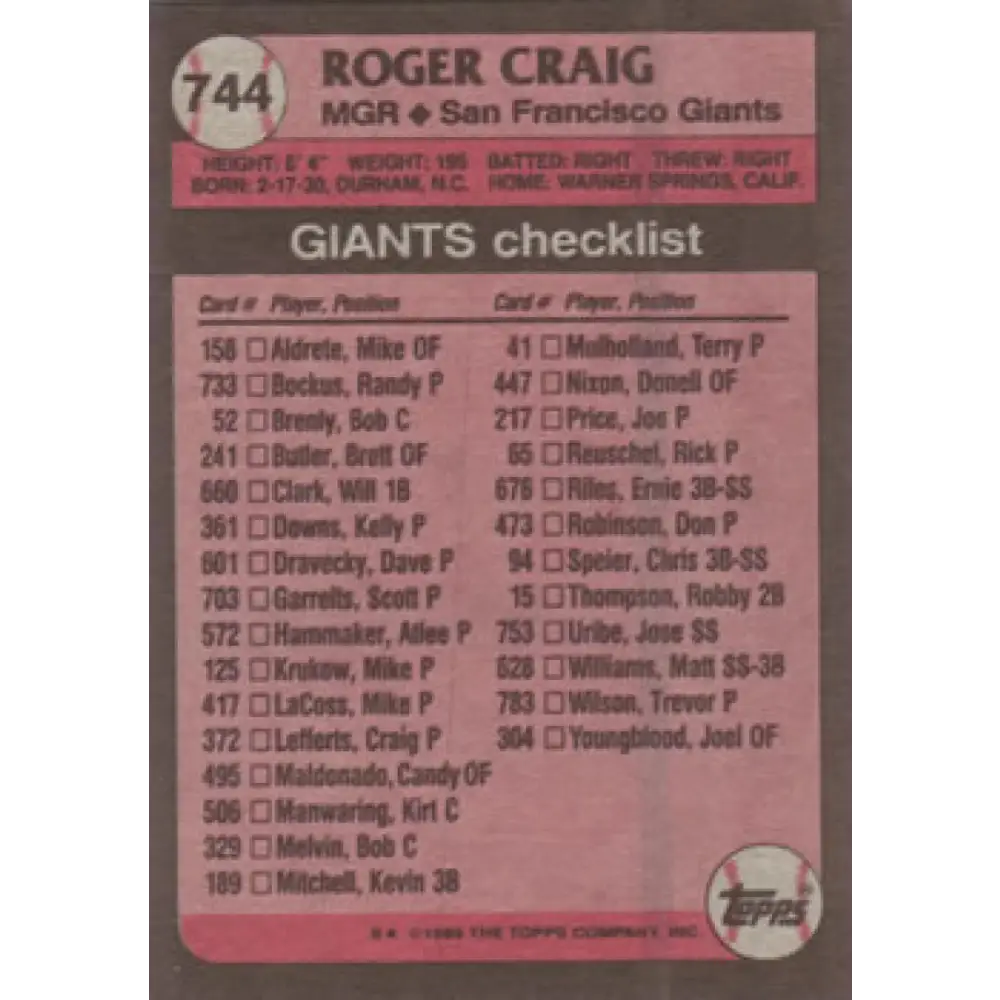 744
ROGER CRAIG
MGR ◆ San Francisco Giants
HEIGHT: 6' 4" WEIGHT: 195 BATTED: RIGHT THREW: RIGHT
BORN: 2-17-30, DURHAM, N.C. HOME: WARNER SPRINGS, CALIF.
GIANTS checklist
Card # Player, Position
158 □ Aldrete, Mike OF
733 □ Bockus, Randy P
52 □ Brenly, Bob C
241 □ Butler, Brett OF
660 □ Clark, Will 1B
361 □ Downs, Kelly P
601 □ Dravecky, Dave P
703 □ Garrelts, Scott P
572 □ Hammaker, Atlee P
125 □ Krukow, Mike P
417 □ LaCoss, Mike P
372 □ Lefferts, Craig P
495 □ Maldonado, Candy OF
506 □ Manwaring, Kirt C
329 □ Melvin, Bob C
189 □ Mitchell, Kevin 3B
Card # Player, Position
41 □ Mulholland, Terry P
447 □ Nixon, Donell OF
217 □ Price, Joe P
65 □ Reuschel, Rick P
676 □ Riles, Ernie 3B-SS
473 □ Robinson, Don P
94 □ Speier, Chris 3B-SS
15 □ Thompson, Robby 2B
753 □ Uribe, Jose SS
628 □ Williams, Matt SS-3B
783 □ Wilson, Trevor P
304 □ Youngblood, Joel OF
TOPPS®
©1989 THE TOPPS COMPANY, INC.